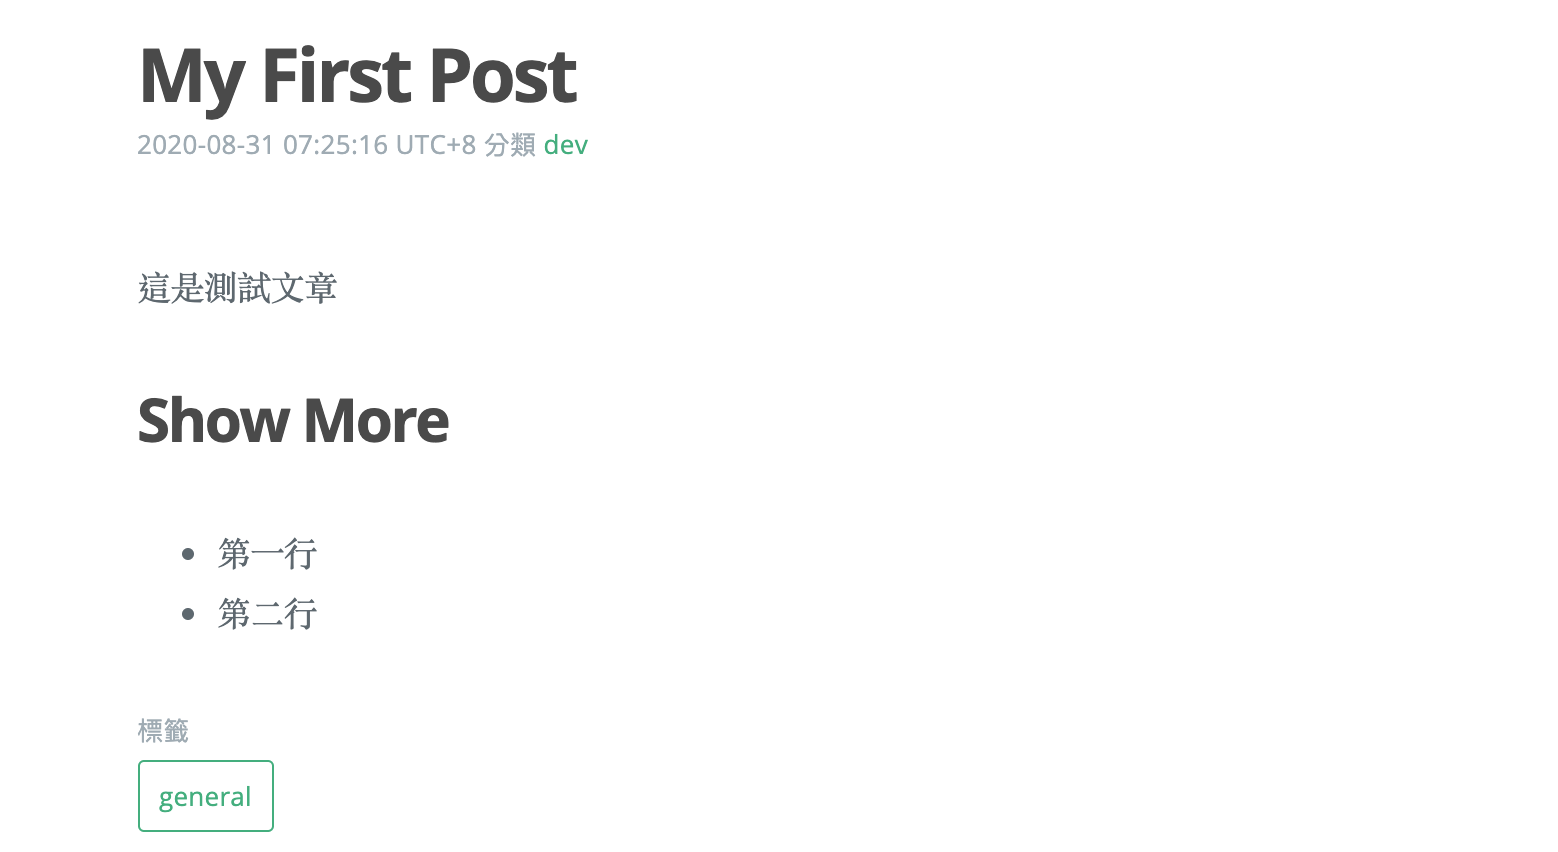 My First Post
2020-08-31 07:25:16 UTC+8 分類 dev
這是測試文章
Show More
第一行
第二行
標籤
general